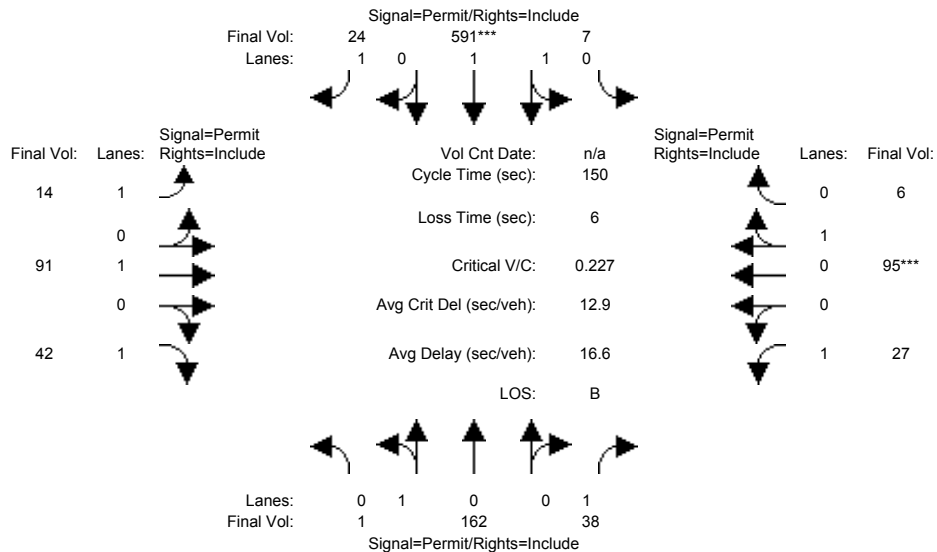 Signal=Permit/Rights=Include
Final Vol: 24 591*** 7
Lanes: 1 0 1 1 0
Signal=Permit Signal=Permit
Final Vol: Lanes: Rights=Include Vol Cnt Date: n/a Rights=Include Lanes: Final Vol:
Cycle Time (sec): 150
14 1 0 6
Loss Time (sec): 6
0 1
91 1 Critical V/C: 0.227 0 95***
0 Avg Crit Del (sec/veh): 12.9 0
42 1 Avg Delay (sec/veh): 16.6 1 27
LOS: B
Lanes: 0 1 0 0 1
Final Vol: 1 162 38
Signal=Permit/Rights=Include